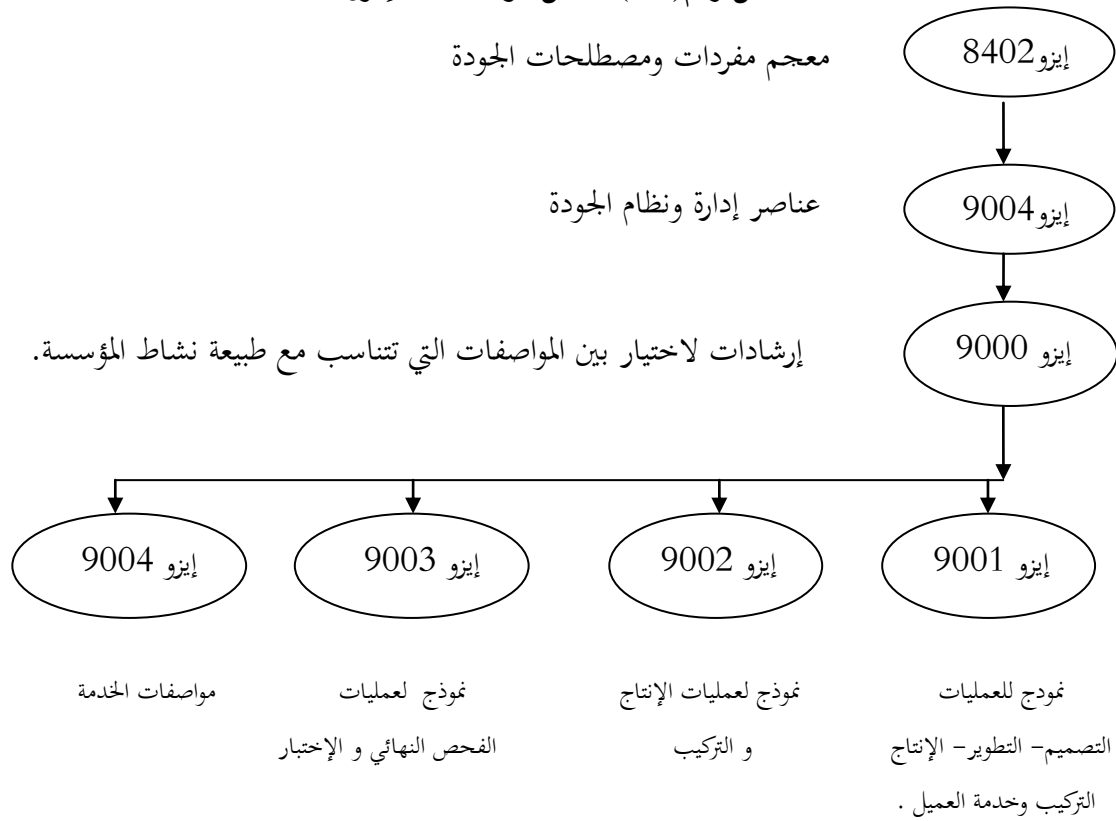 إيزو8402
معجم مفردات ومصطلحات الجودة
إيزو9004
عناصر إدارة ونظام الجودة
إيزو 9000
إرشادات لاختيار بين المواصفات التي تتناسب مع طبيعة نشاط المؤسسة.
إيزو 9001
إيزو 9002
إيزو 9003
إيزو 9004
نمودج للعمليات
التصميم– التطوير– الإنتاج
التركيب وخدمة العميل .
نموذج لعمليات الإنتاج
و التركيب
نموذج لعمليات
الفحص النهائي و الإختبار
مواصفات الخدمة